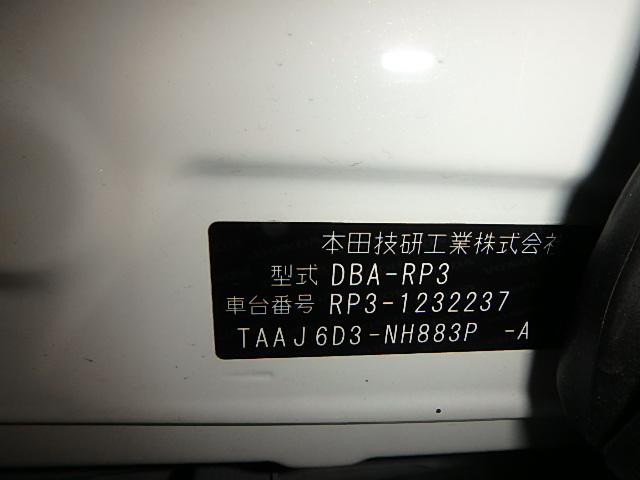 本田技研工業株式会社
型式 DBA-RP3
車台番号 RP3-1232237
TAAJ6D3-NH883P -A